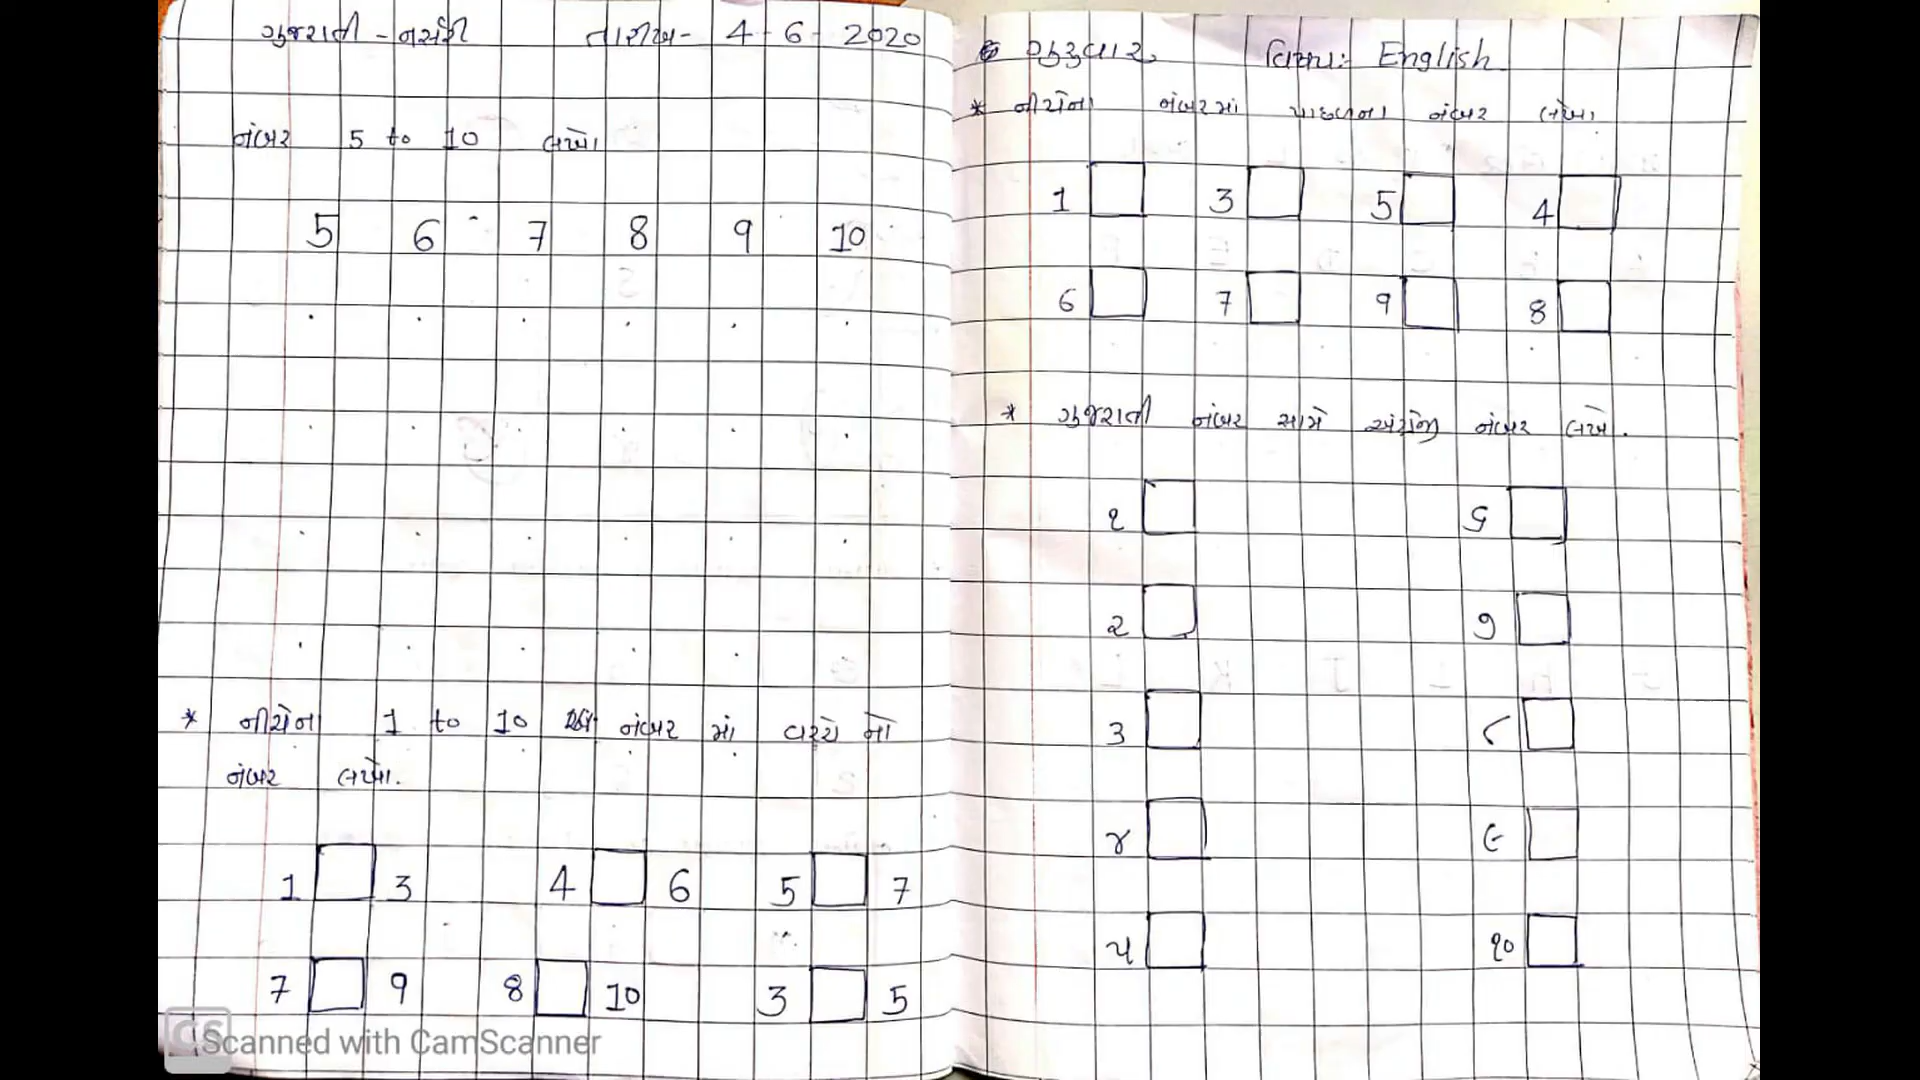 ગુજરાતી - નર્સરી તારીખ - 4 - 6 - 2020
નંબર 5 to 10 લખો
5 6 7 8 9 10
* નીચેના 1 to 10 નંબર માં વચ્ચે નો
નંબર લખો.
1 3 4 6 5 7
7 9 8 10 3 5
ગુરુવાર. વિષય: English
* નીચેના નંબરમાં પાછળના નંબર લખો
1 3 5 4
6 7 9 8
* ગુજરાતી નંબર સામે અંગ્રેજી નંબર લખો.
૧ ૬
૨ ૭
૩ ૮
૪ ૯
૫ ૧૦
CS Scanned with CamScanner